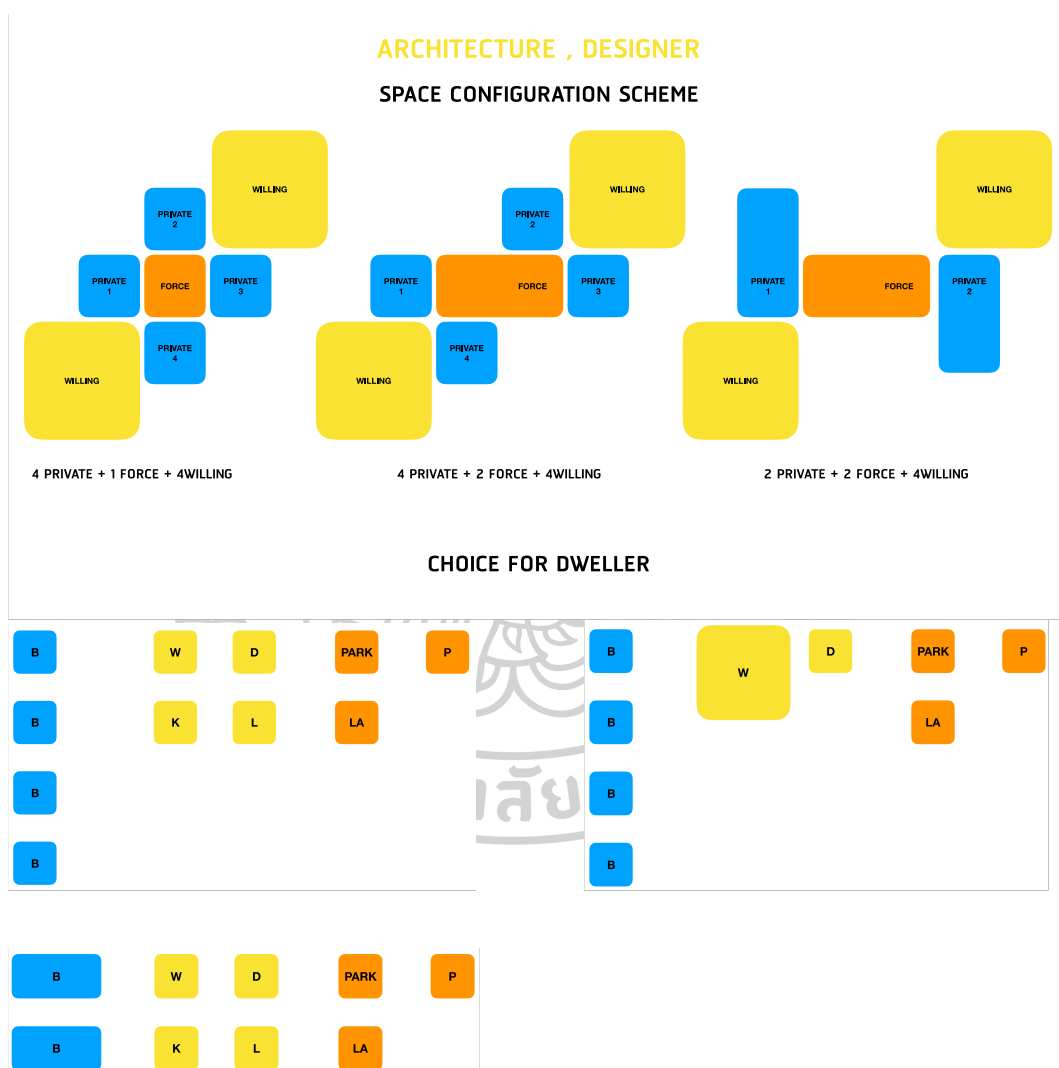 ARCHITECTURE , DESIGNER
SPACE CONFIGURATION SCHEME
WILLING
PRIVATE
2
PRIVATE
1
FORCE
PRIVATE
3
PRIVATE
4
WILLING
WILLING
PRIVATE
2
PRIVATE
1
FORCE
PRIVATE
3
PRIVATE
4
WILLING
WILLING
PRIVATE
1
FORCE
PRIVATE
2
WILLING
4 PRIVATE + 1 FORCE + 4WILLING
4 PRIVATE + 2 FORCE + 4WILLING
2 PRIVATE + 2 FORCE + 4WILLING
CHOICE FOR DWELLER
B W D PARK P
B K L LA
B
B
B W D PARK P
B LA
B
B
B W D PARK P
B K L LA